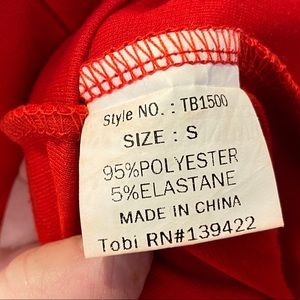 Style NO. : TB1500
SIZE : S
95%POLYESTER
5%ELASTANE
MADE IN CHINA
Tobi RN#139422